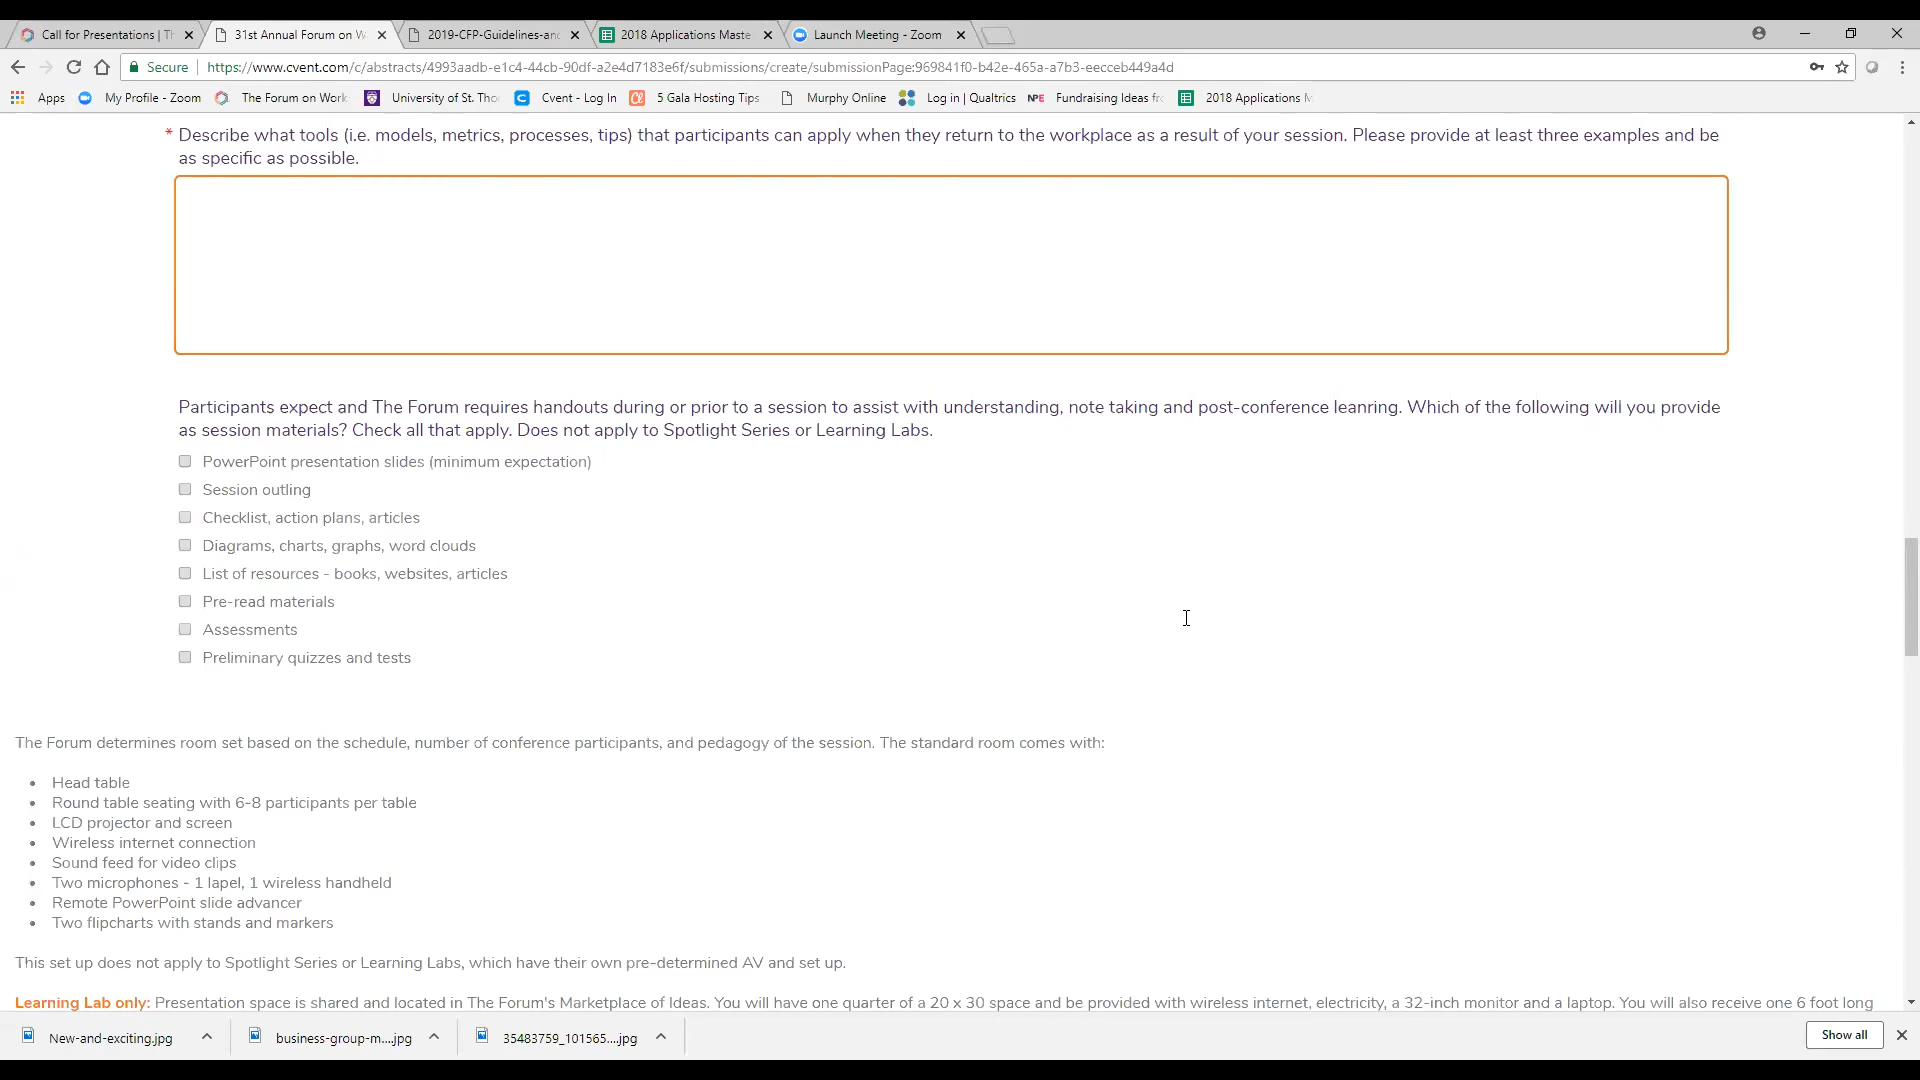 Call for Presentations | Th
31st Annual Forum on W
2019-CFP-Guidelines-an
2018 Applications Maste
Launch Meeting - Zoom
Secure
https://www.cvent.com/c/abstracts/4993aadb-e1c4-44cb-90df-a2e4d7183e6f/submissions/create/submissionPage:969841f0-b42e-465a-a7b3-eecceb449a4d
Apps
My Profile - Zoom
The Forum on Work
University of St. Tho
Cvent - Log In
5 Gala Hosting Tips
Murphy Online
Log in | Qualtrics
NPE
Fundraising Ideas fr
2018 Applications M
* Describe what tools (i.e. models, metrics, processes, tips) that participants can apply when they return to the workplace as a result of your session. Please provide at least three examples and be
as specific as possible.
Participants expect and The Forum requires handouts during or prior to a session to assist with understanding, note taking and post-conference leanring. Which of the following will you provide
as session materials? Check all that apply. Does not apply to Spotlight Series or Learning Labs.
PowerPoint presentation slides (minimum expectation)
Session outling
Checklist, action plans, articles
Diagrams, charts, graphs, word clouds
List of resources - books, websites, articles
Pre-read materials
Assessments
Preliminary quizzes and tests
The Forum determines room set based on the schedule, number of conference participants, and pedagogy of the session. The standard room comes with:
• Head table
• Round table seating with 6-8 participants per table
• LCD projector and screen
• Wireless internet connection
• Sound feed for video clips
• Two microphones - 1 lapel, 1 wireless handheld
• Remote PowerPoint slide advancer
• Two flipcharts with stands and markers
This set up does not apply to Spotlight Series or Learning Labs, which have their own pre-determined AV and set up.
Learning Lab only: Presentation space is shared and located in The Forum's Marketplace of Ideas. You will have one quarter of a 20 x 30 space and be provided with wireless internet, electricity, a 32-inch monitor and a laptop. You will also receive one 6 foot long
New-and-exciting.jpg
business-group-m....jpg
35483759_101565....jpg
Show all